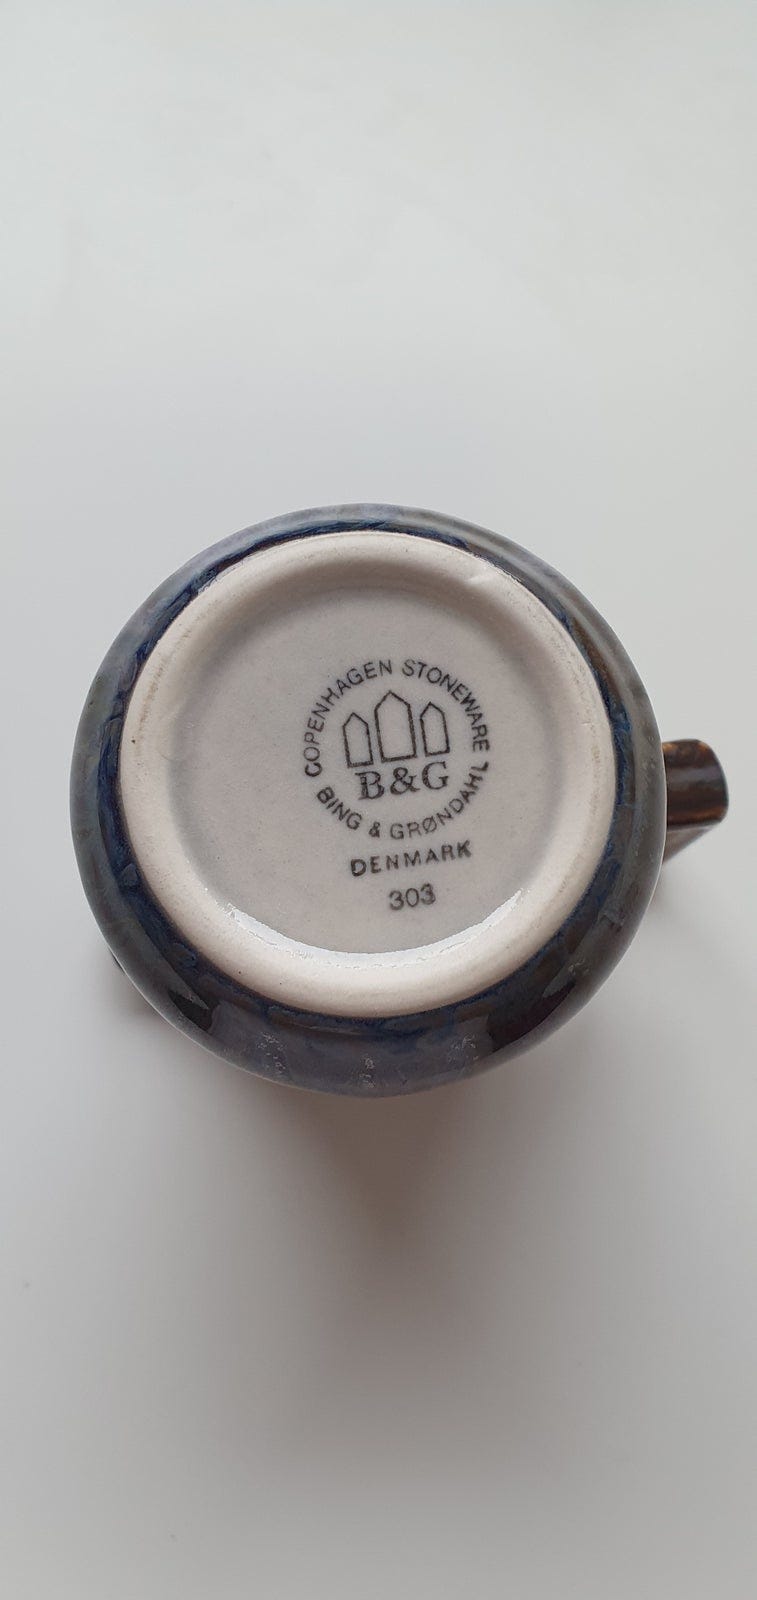 COPENHAGEN STONEWARE
B&G
BING & GRØNDAHL
DENMARK
303